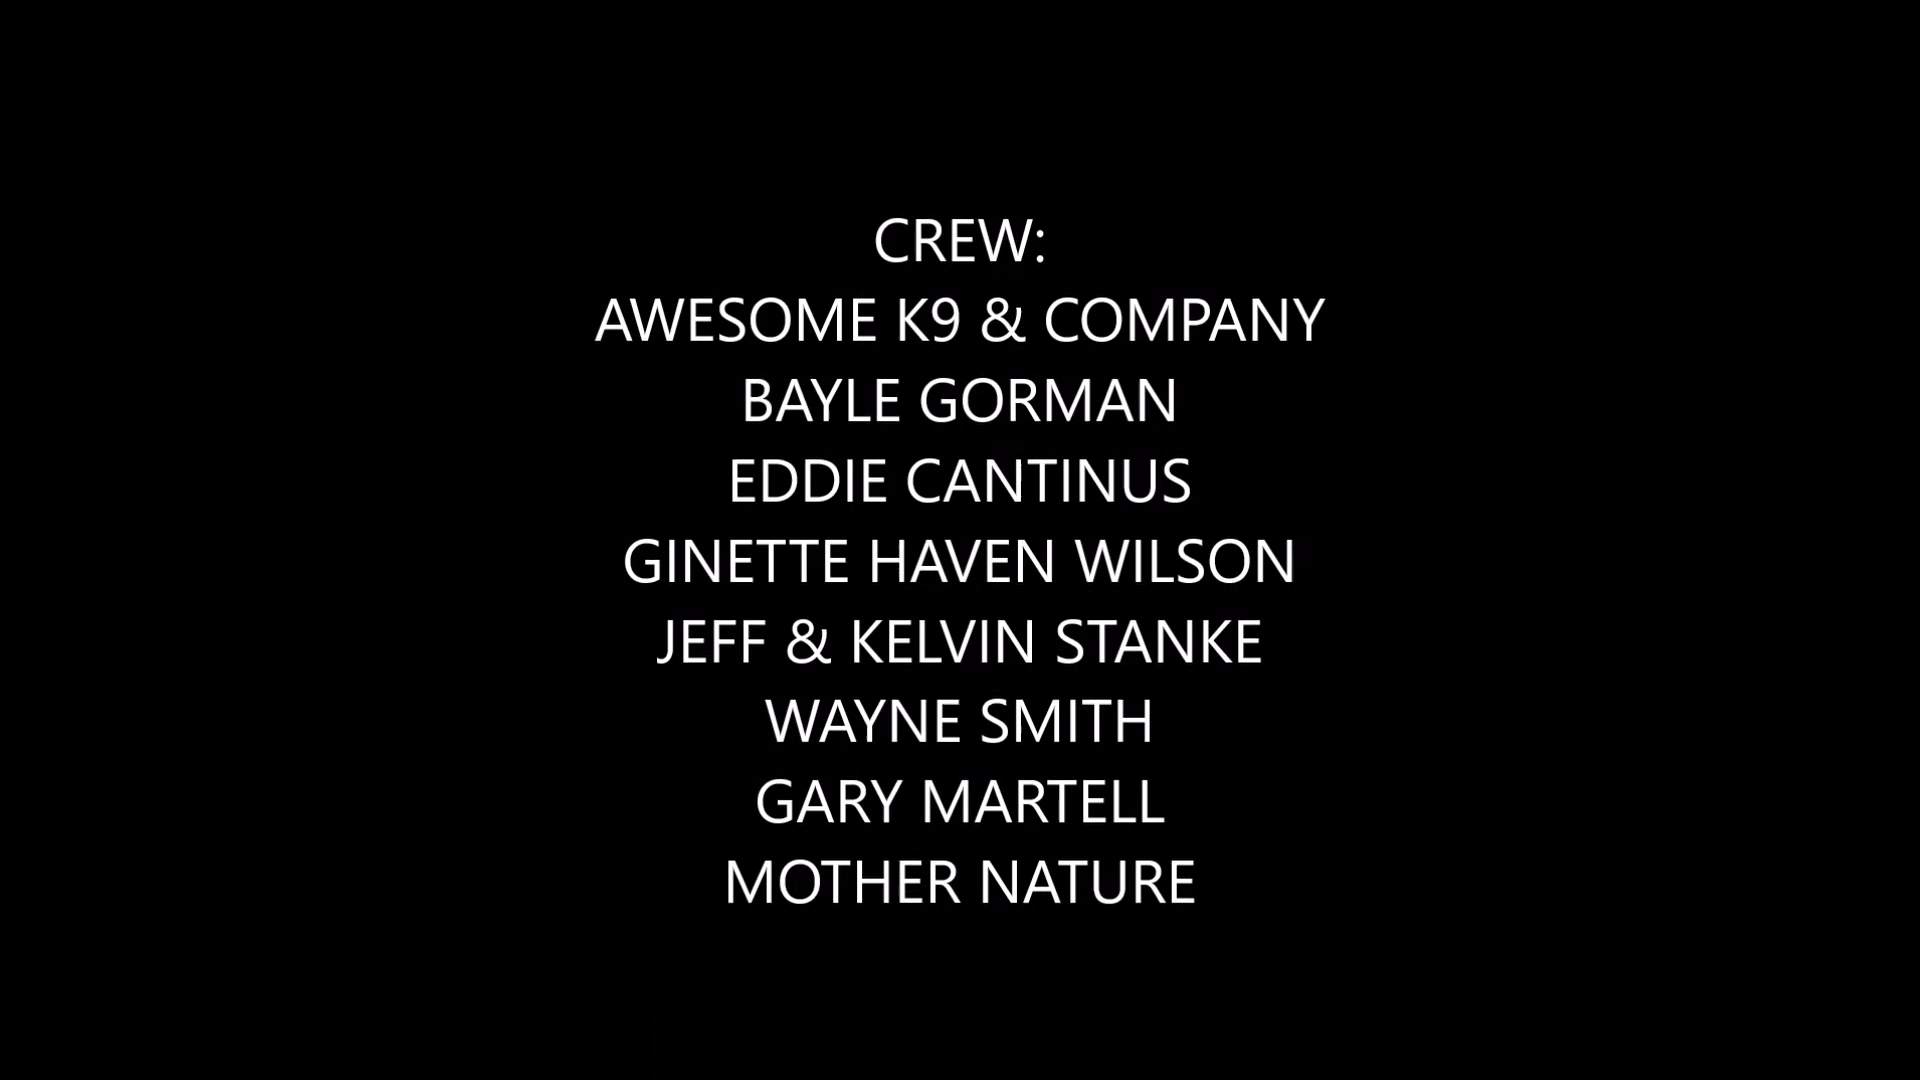 CREW:
AWESOME K9 & COMPANY
BAYLE GORMAN
EDDIE CANTINUS
GINETTE HAVEN WILSON
JEFF & KELVIN STANKE
WAYNE SMITH
GARY MARTELL
MOTHER NATURE